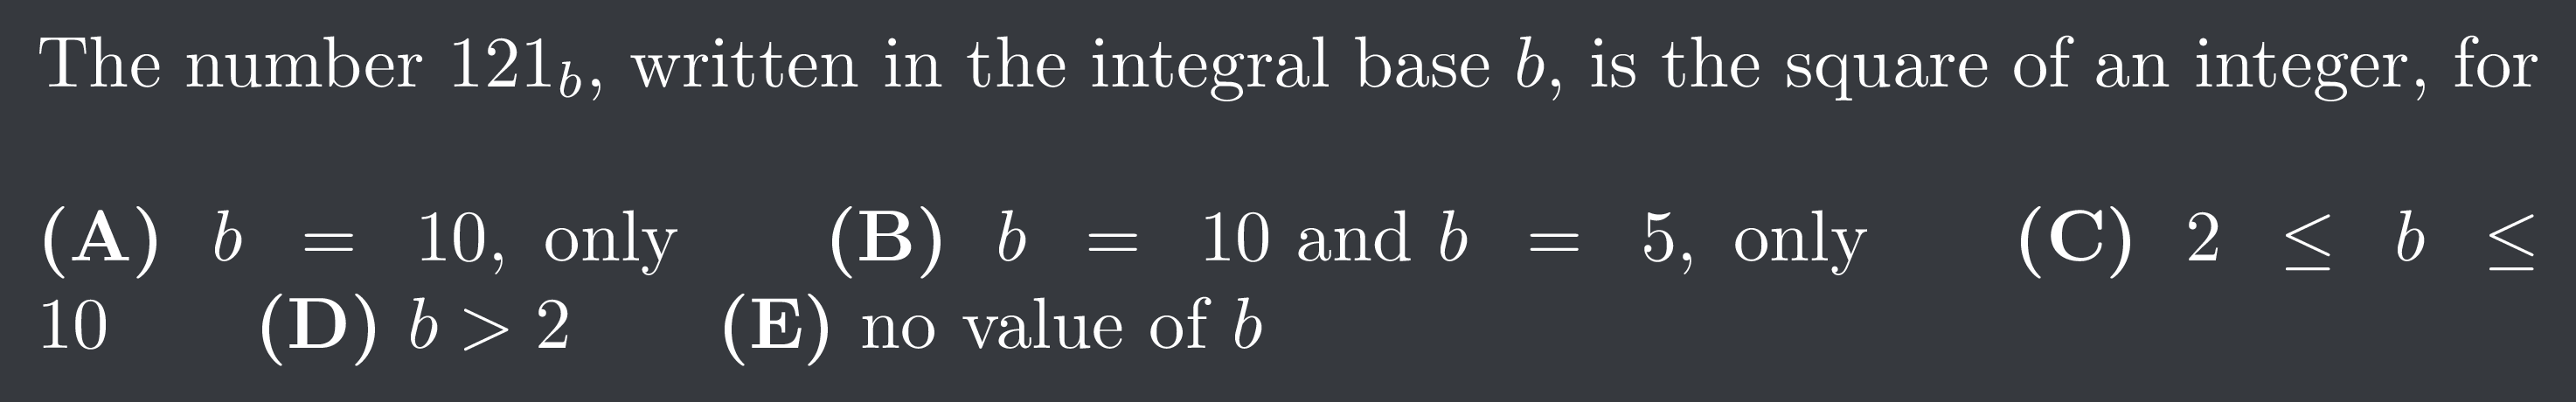 The number 121_b, written in the integral base b, is the square of an integer, for
(A) b = 10, only (B) b = 10 and b = 5, only (C) 2 ≤ b ≤
10 (D) b > 2 (E) no value of b